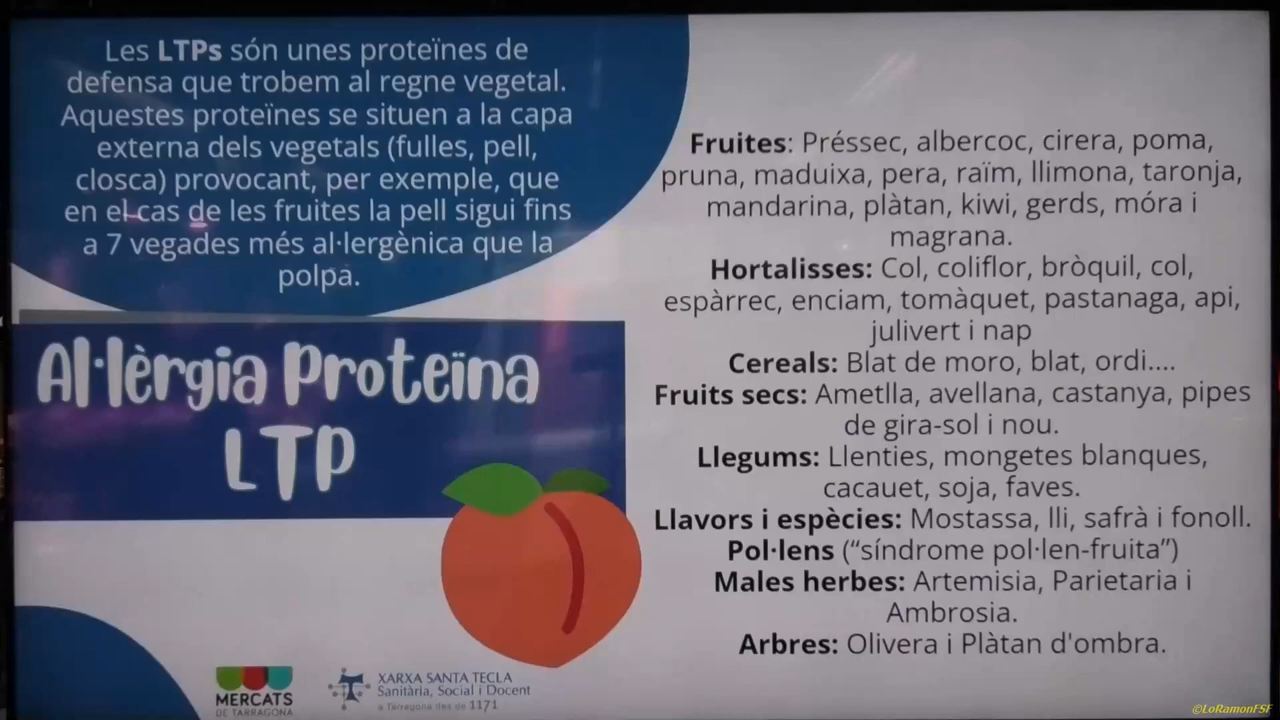 Les LTPs són unes proteïnes de
defensa que trobem al regne vegetal.
Aquestes proteïnes se situen a la capa
externa dels vegetals (fulles, pell,
closca) provocant, per exemple, que
en el cas de les fruites la pell sigui fins
a 7 vegades més al·lergènica que la
polpa.
Al·lèrgia Proteïna
LTP
MERCATS
DE TARRAGONA
XARXA SANTA TECLA
Sanitària, Social i Docent
a Tarragona des de 1171
Fruites: Préssec, albercoc, cirera, poma,
pruna, maduixa, pera, raïm, llimona, taronja,
mandarina, plàtan, kiwi, gerds, móra i
magrana.
Hortalisses: Col, coliflor, bròquil, col,
espàrrec, enciam, tomàquet, pastanaga, api,
julivert i nap
Cereals: Blat de moro, blat, ordi....
Fruits secs: Ametlla, avellana, castanya, pipes
de gira-sol i nou.
Llegums: Llenties, mongetes blanques,
cacauet, soja, faves.
Llavors i espècies: Mostassa, lli, safrà i fonoll.
Pol·lens (“síndrome pol·len-fruita”)
Males herbes: Artemisia, Parietaria i
Ambrosia.
Arbres: Olivera i Plàtan d'ombra.
©LoRamonFSF